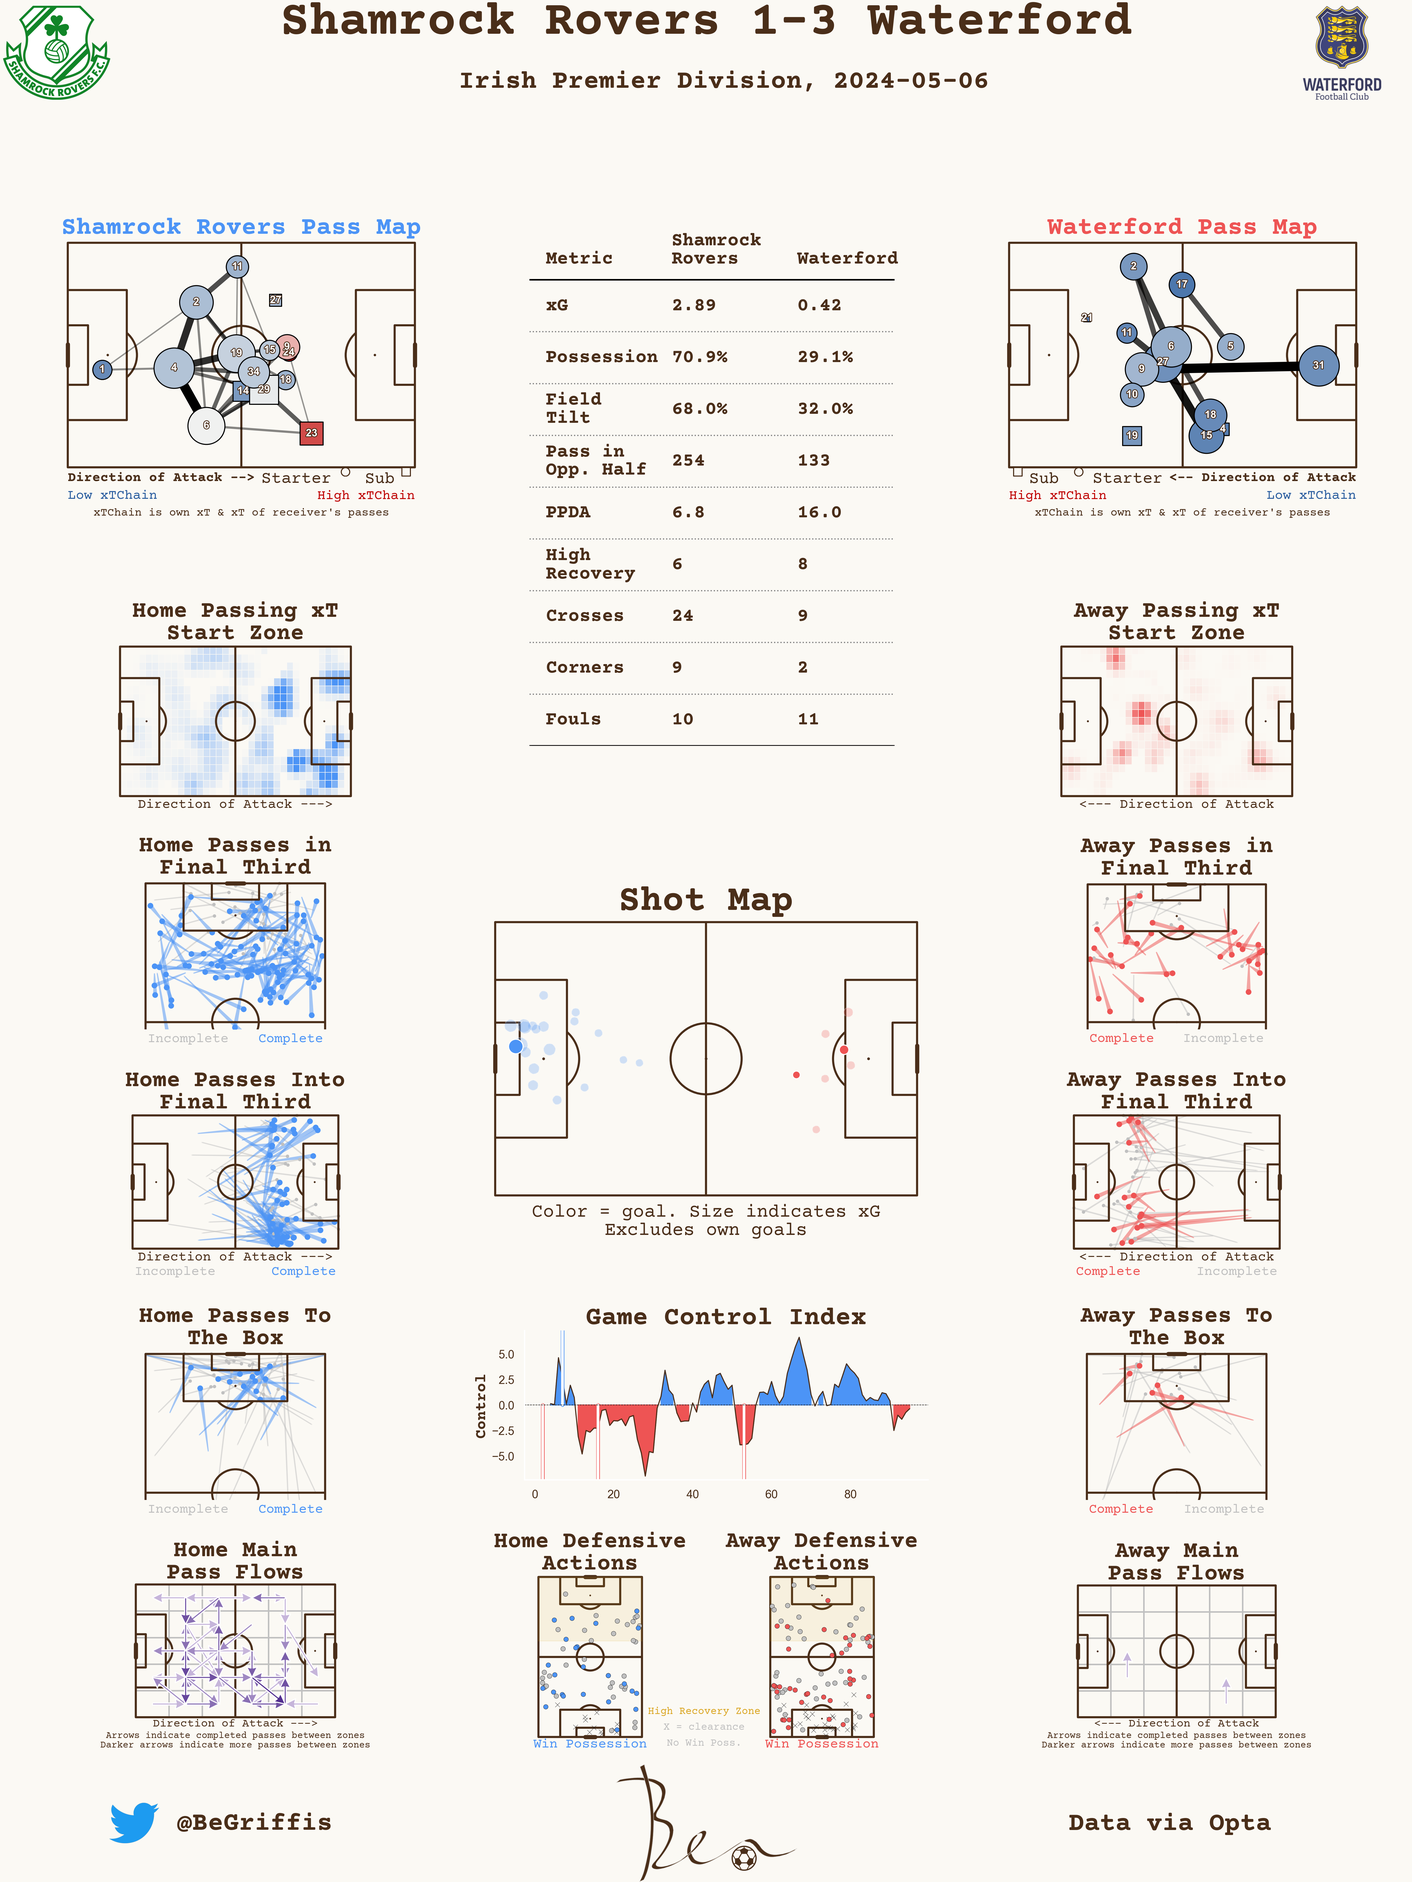 Shamrock Rovers 1-3 Waterford
Irish Premier Division, 2024-05-06
SHAMROCK ROVERS F.C.
WATERFORD
Football Club
Shamrock Rovers Pass Map
11
27
2
9
24
15
19
1
4
34
18
14
29
6
23
Direction of Attack --> Starter Sub
Low xTChain High xTChain
xTChain is own xT & xT of receiver's passes
Metric Shamrock Rovers Waterford
xG 2.89 0.42
Possession 70.9% 29.1%
Field Tilt 68.0% 32.0%
Pass in Opp. Half 254 133
PPDA 6.8 16.0
High Recovery 6 8
Crosses 24 9
Corners 9 2
Fouls 10 11
Waterford Pass Map
2
17
21
11
6
5
27
9
31
10
18
19
15
4
Sub Starter <-- Direction of Attack
High xTChain Low xTChain
xTChain is own xT & xT of receiver's passes
Home Passing xT
Start Zone
Direction of Attack --->
Away Passing xT
Start Zone
<--- Direction of Attack
Home Passes in
Final Third
Incomplete Complete
Away Passes in
Final Third
Complete Incomplete
Shot Map
Color = goal. Size indicates xG
Excludes own goals
Home Passes Into
Final Third
Direction of Attack --->
Incomplete Complete
Away Passes Into
Final Third
<--- Direction of Attack
Complete Incomplete
Home Passes To
The Box
Incomplete Complete
Game Control Index
Control
5.0
2.5
0.0
−2.5
−5.0
0 20 40 60 80
Away Passes To
The Box
Complete Incomplete
Home Main
Pass Flows
Direction of Attack --->
Arrows indicate completed passes between zones
Darker arrows indicate more passes between zones
Home Defensive
Actions
Win Possession
High Recovery Zone
X = clearance
No Win Poss.
Away Defensive
Actions
Win Possession
Away Main
Pass Flows
<--- Direction of Attack
Arrows indicate completed passes between zones
Darker arrows indicate more passes between zones
@BeGriffis
Ben
Data via Opta